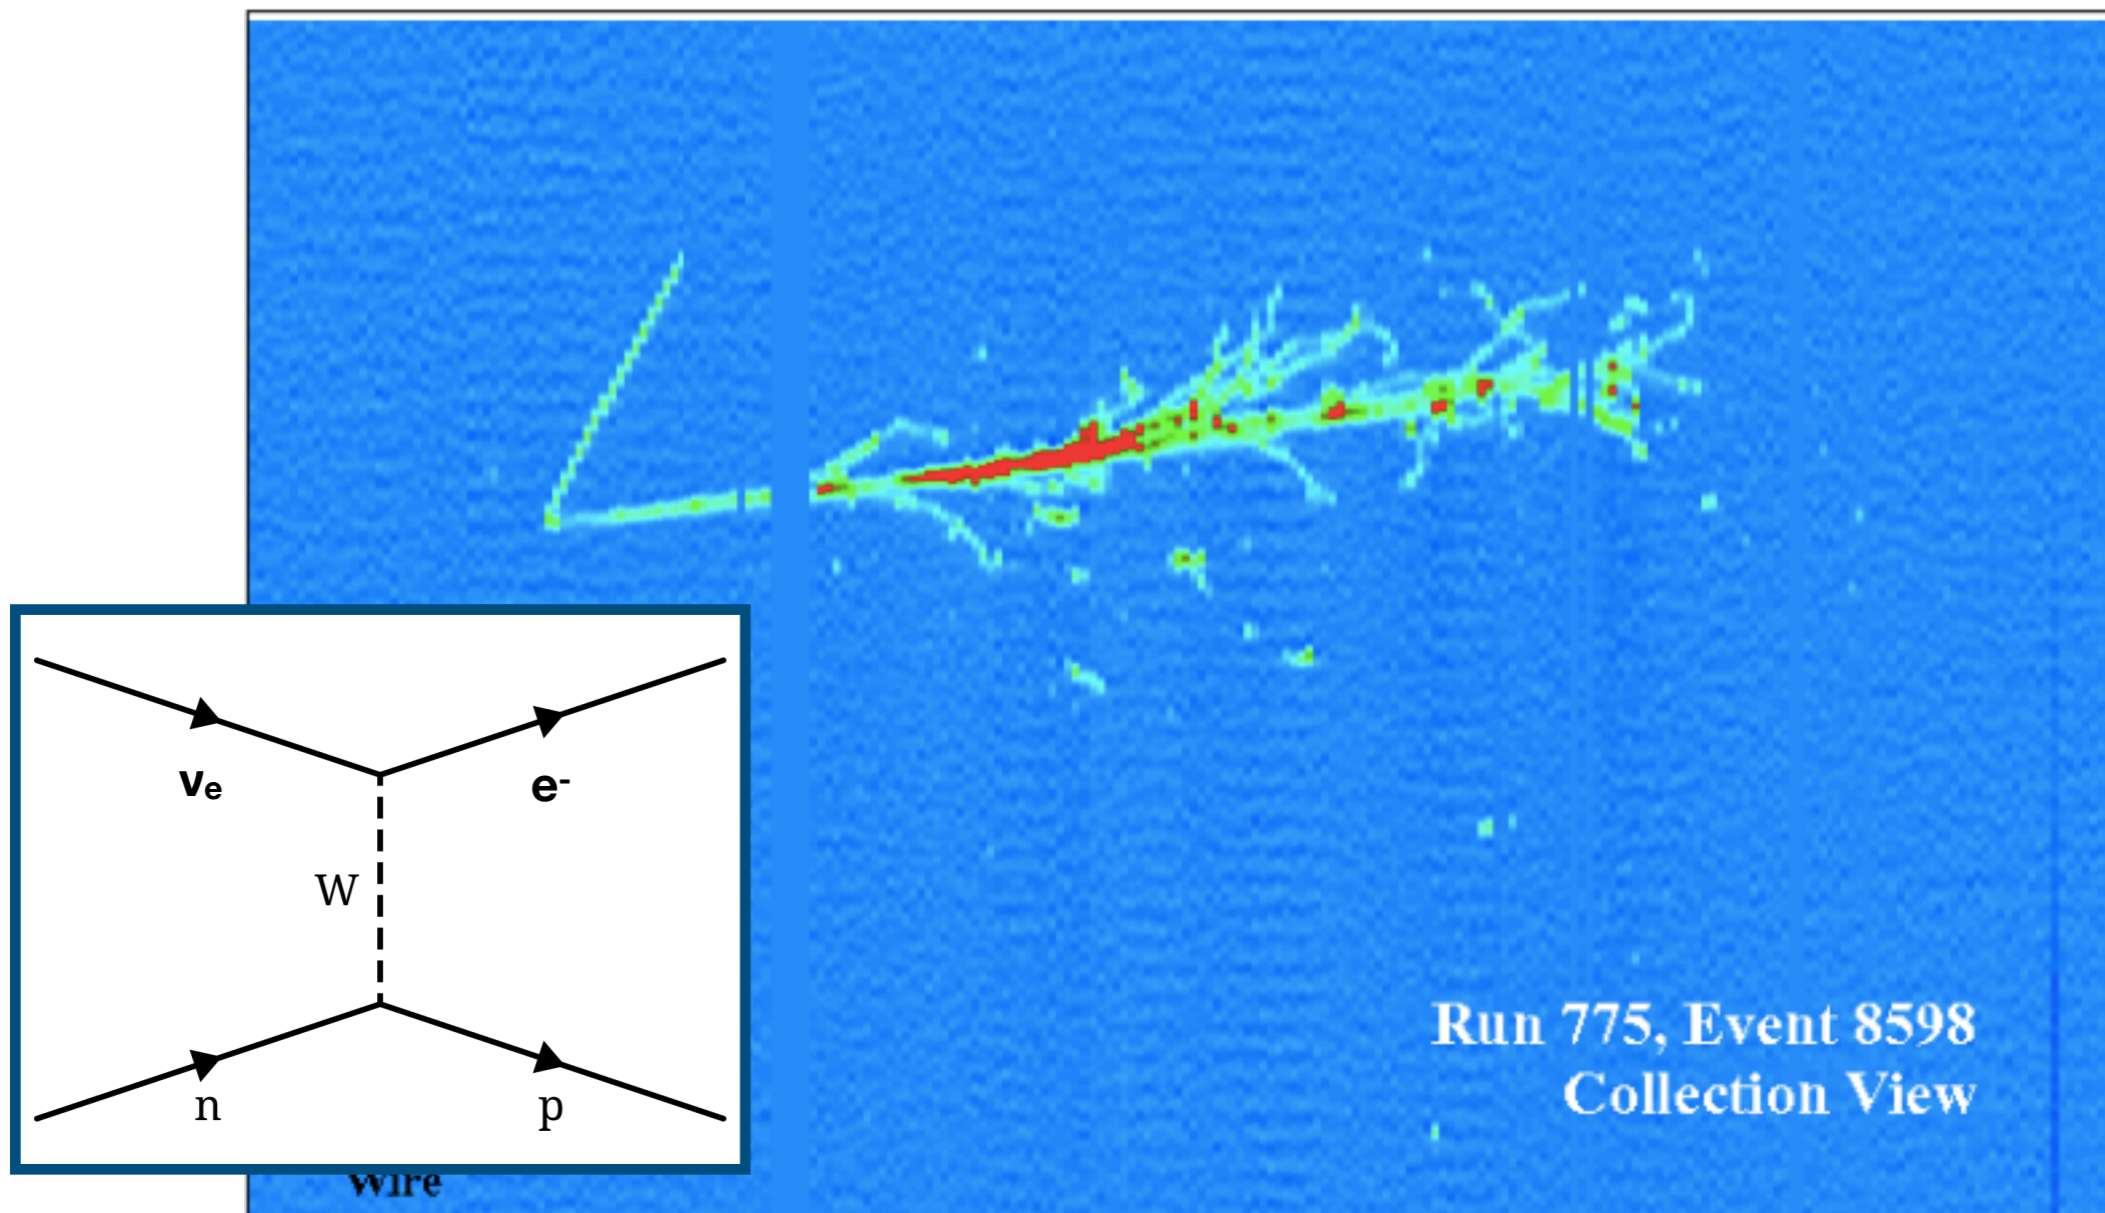 νₑ
e⁻
W
n
p
Run 775, Event 8598
Collection View
Wire